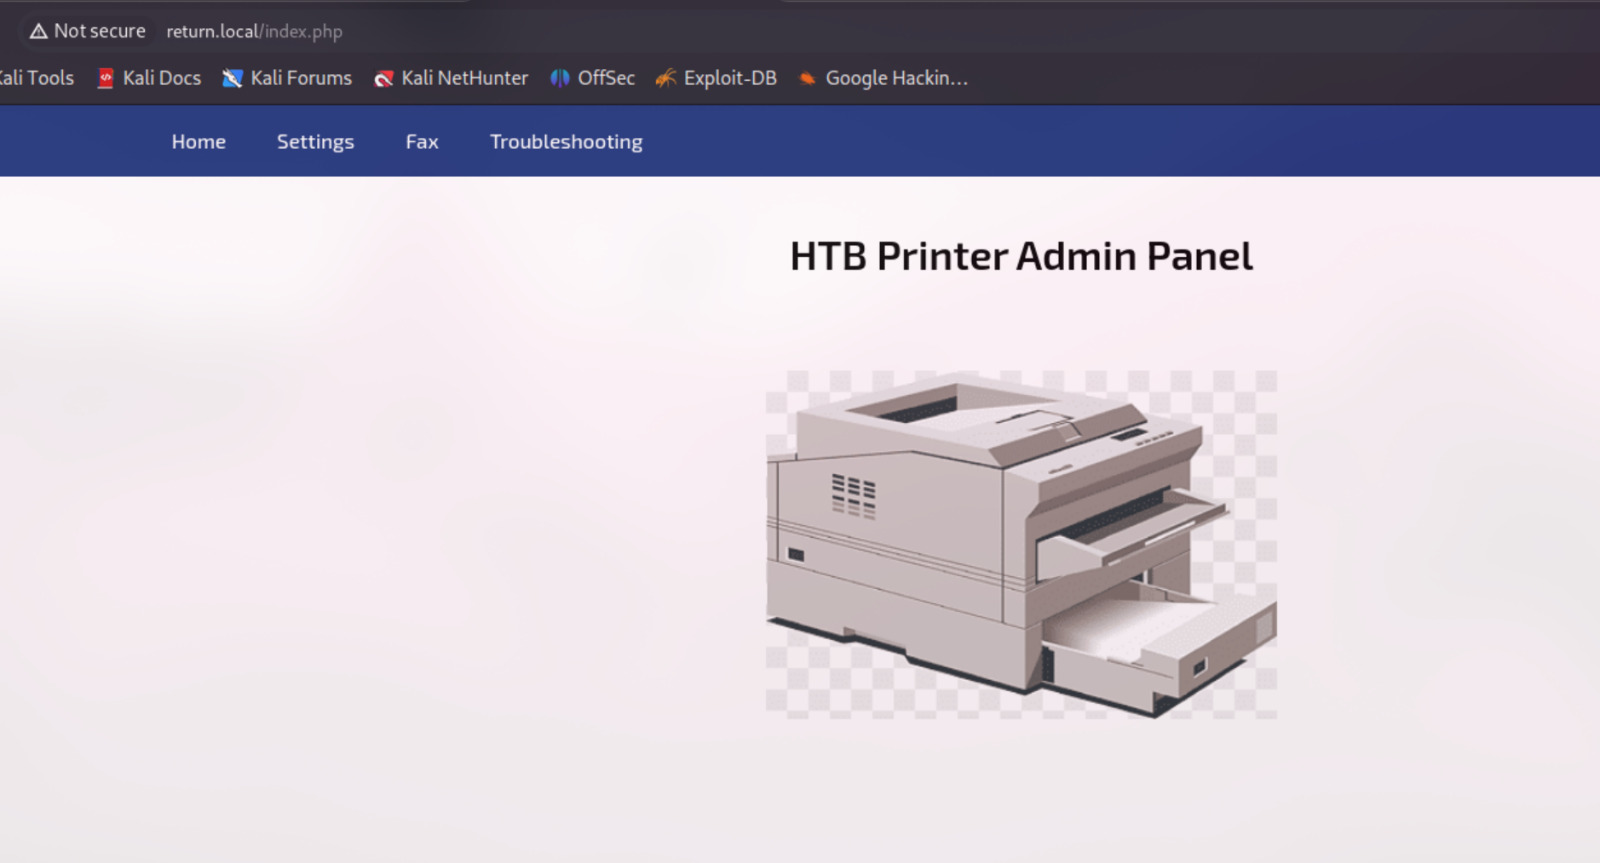 Not secure return.local/index.php
Kali Tools Kali Docs Kali Forums Kali NetHunter OffSec Exploit-DB Google Hackin…
Home Settings Fax Troubleshooting
HTB Printer Admin Panel